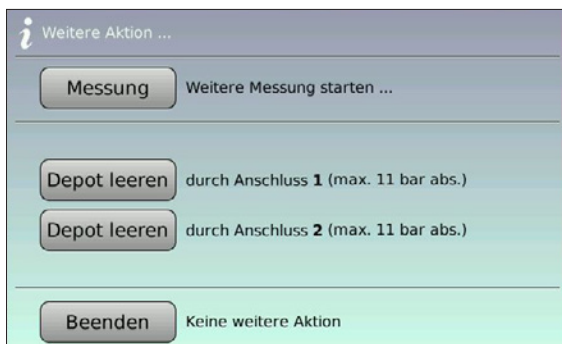 Weitere Aktion ...
Messung Weitere Messung starten ...
Depot leeren durch Anschluss 1 (max. 11 bar abs.)
Depot leeren durch Anschluss 2 (max. 11 bar abs.)
Beenden Keine weitere Aktion